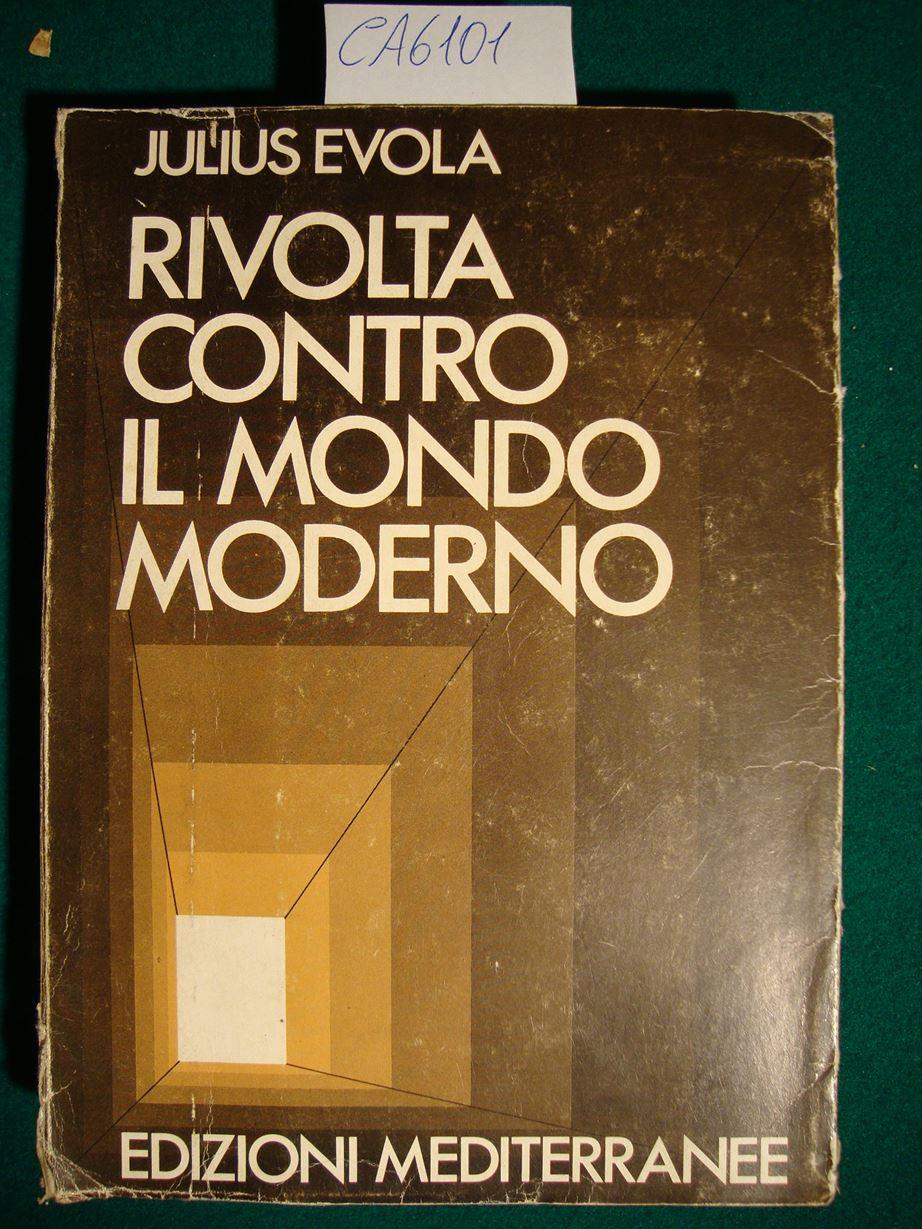 CA6101
JULIUS EVOLA
RIVOLTA
CONTRO
IL MONDO
MODERNO
EDIZIONI MEDITERRANEE